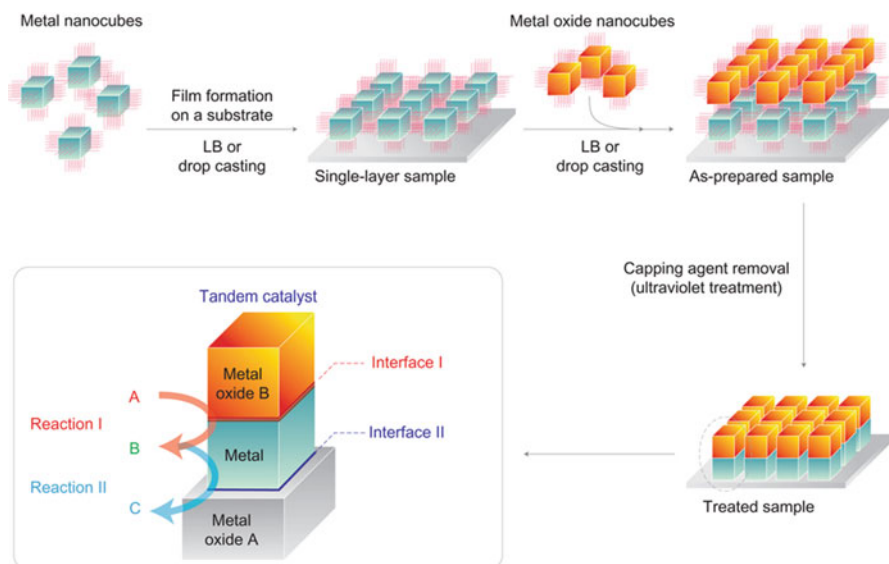 Metal nanocubes
Metal oxide nanocubes
Film formation
on a substrate
LB or
drop casting
Single-layer sample
LB or
drop casting
As-prepared sample
Capping agent removal
(ultraviolet treatment)
Treated sample
Tandem catalyst
Metal
oxide B
Interface I
A
Reaction I
B
Metal
Interface II
Reaction II
C
Metal
oxide A